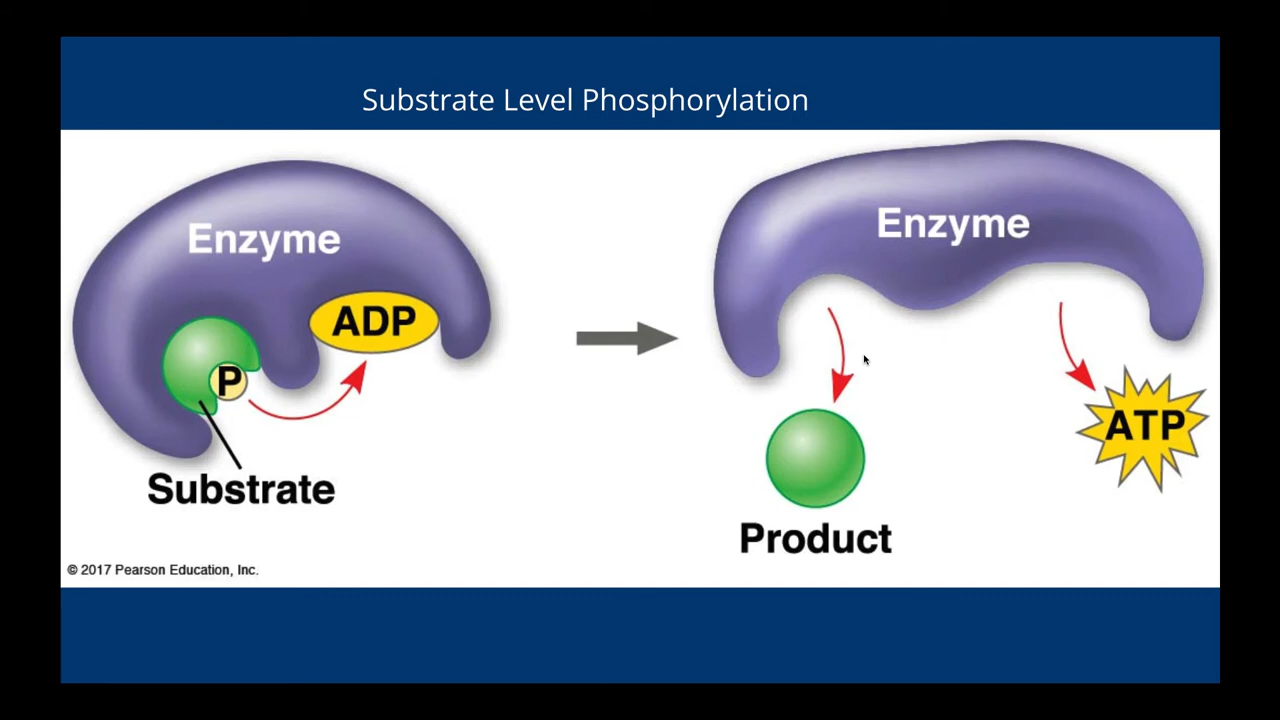 Substrate Level Phosphorylation
Enzyme
ADP
P
Substrate
Enzyme
ATP
Product
© 2017 Pearson Education, Inc.